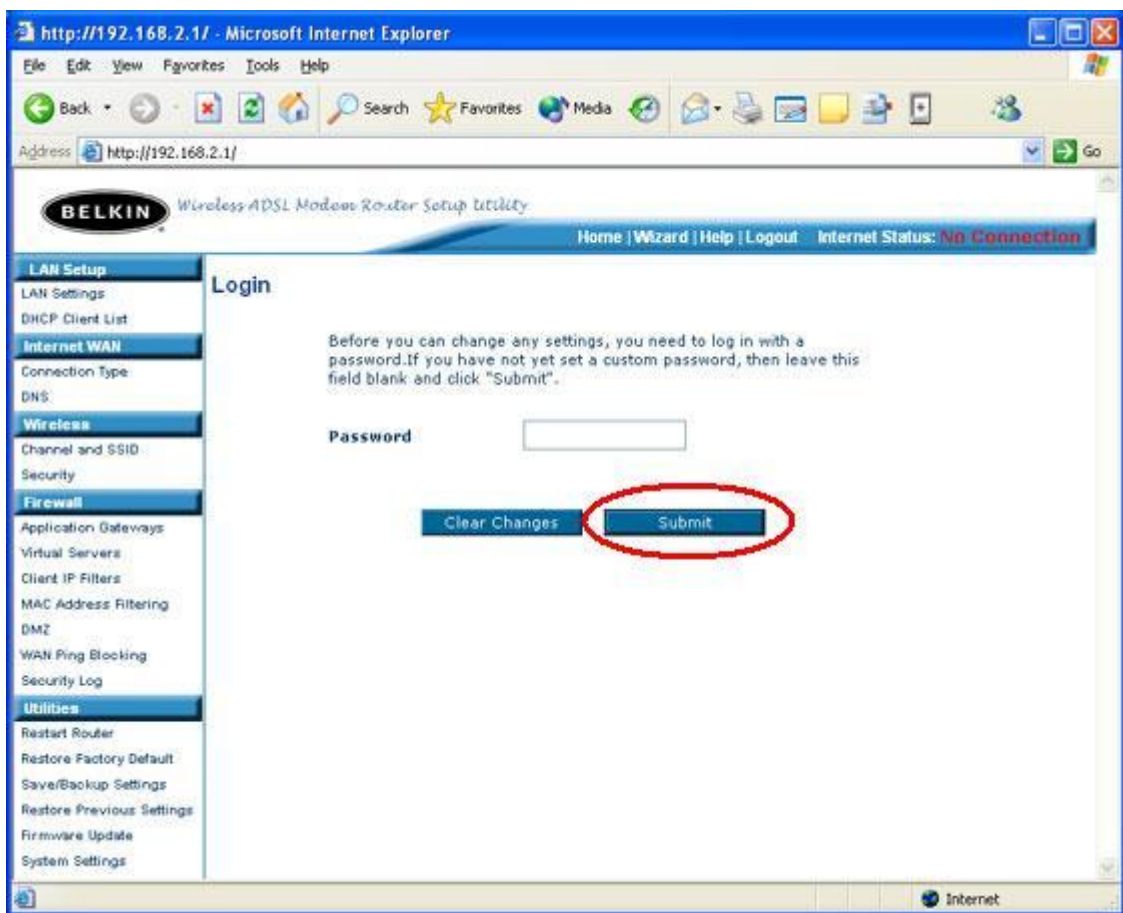 http://192.168.2.1/ - Microsoft Internet Explorer
File Edit View Favorites Tools Help
Back Search Favorites Media
Address http://192.168.2.1/ Go
BELKIN Wireless ADSL Modem Router Setup Utility
Home | Wizard | Help | Logout Internet Status: No Connection
LAN Setup
LAN Settings
DHCP Client List
Internet WAN
Connection Type
DNS
Wireless
Channel and SSID
Security
Firewall
Application Gateways
Virtual Servers
Client IP Filters
MAC Address Filtering
DMZ
WAN Ping Blocking
Security Log
Utilities
Restart Router
Restore Factory Default
Save/Backup Settings
Restore Previous Settings
Firmware Update
System Settings
Login
Before you can change any settings, you need to log in with a
password.If you have not yet set a custom password, then leave this
field blank and click "Submit".
Password
Clear Changes Submit
Internet